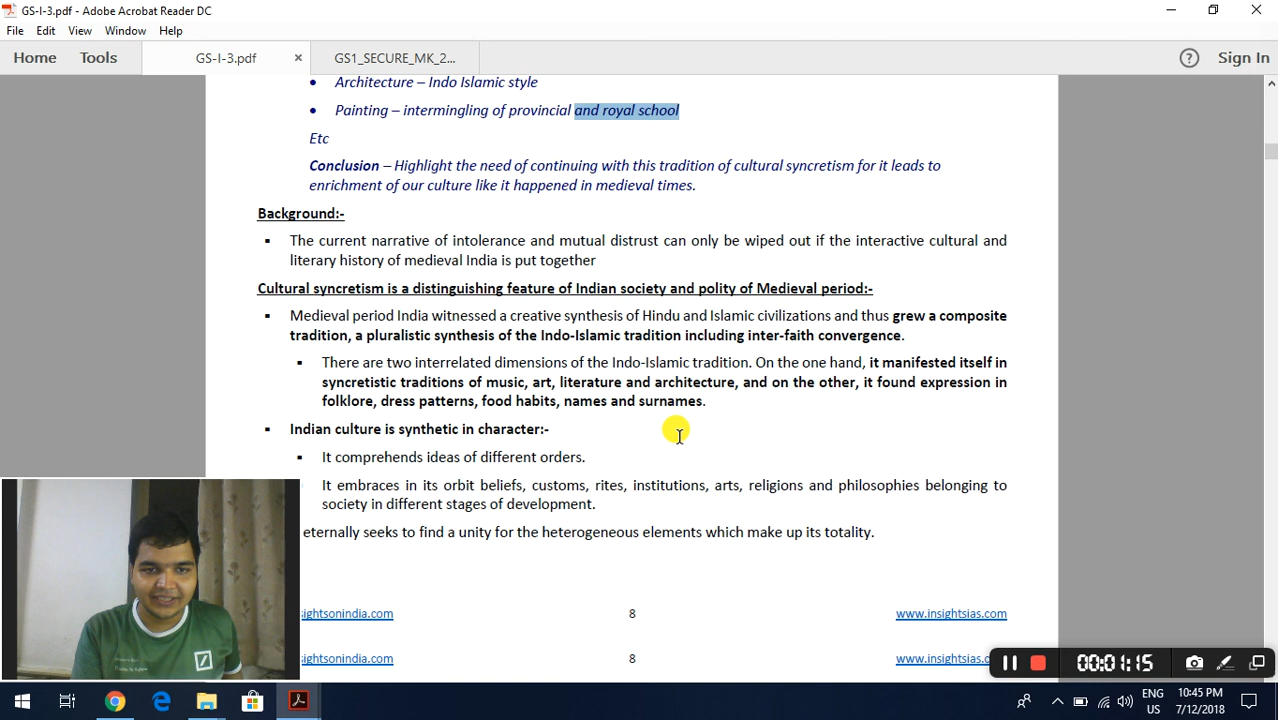 GS-I-3.pdf - Adobe Acrobat Reader DC
File Edit View Window Help
Home Tools GS-I-3.pdf × GS1_SECURE_MK_2... ? Sign In
• Architecture – Indo Islamic style
• Painting – intermingling of provincial and royal school
Etc
Conclusion – Highlight the need of continuing with this tradition of cultural syncretism for it leads to
enrichment of our culture like it happened in medieval times.
Background:-
▪ The current narrative of intolerance and mutual distrust can only be wiped out if the interactive cultural and
literary history of medieval India is put together
Cultural syncretism is a distinguishing feature of Indian society and polity of Medieval period:-
▪ Medieval period India witnessed a creative synthesis of Hindu and Islamic civilizations and thus grew a composite
tradition, a pluralistic synthesis of the Indo-Islamic tradition including inter-faith convergence.
▪ There are two interrelated dimensions of the Indo-Islamic tradition. On the one hand, it manifested itself in
syncretistic traditions of music, art, literature and architecture, and on the other, it found expression in
folklore, dress patterns, food habits, names and surnames.
▪ Indian culture is synthetic in character:-
▪ It comprehends ideas of different orders.
It embraces in its orbit beliefs, customs, rites, institutions, arts, religions and philosophies belonging to
society in different stages of development.
eternally seeks to find a unity for the heterogeneous elements which make up its totality.
sightsonindia.com 8 www.insightsias.com
sightsonindia.com 8 www.insightsias.c
00:01:15
ENG 10:45 PM
US 7/12/2018